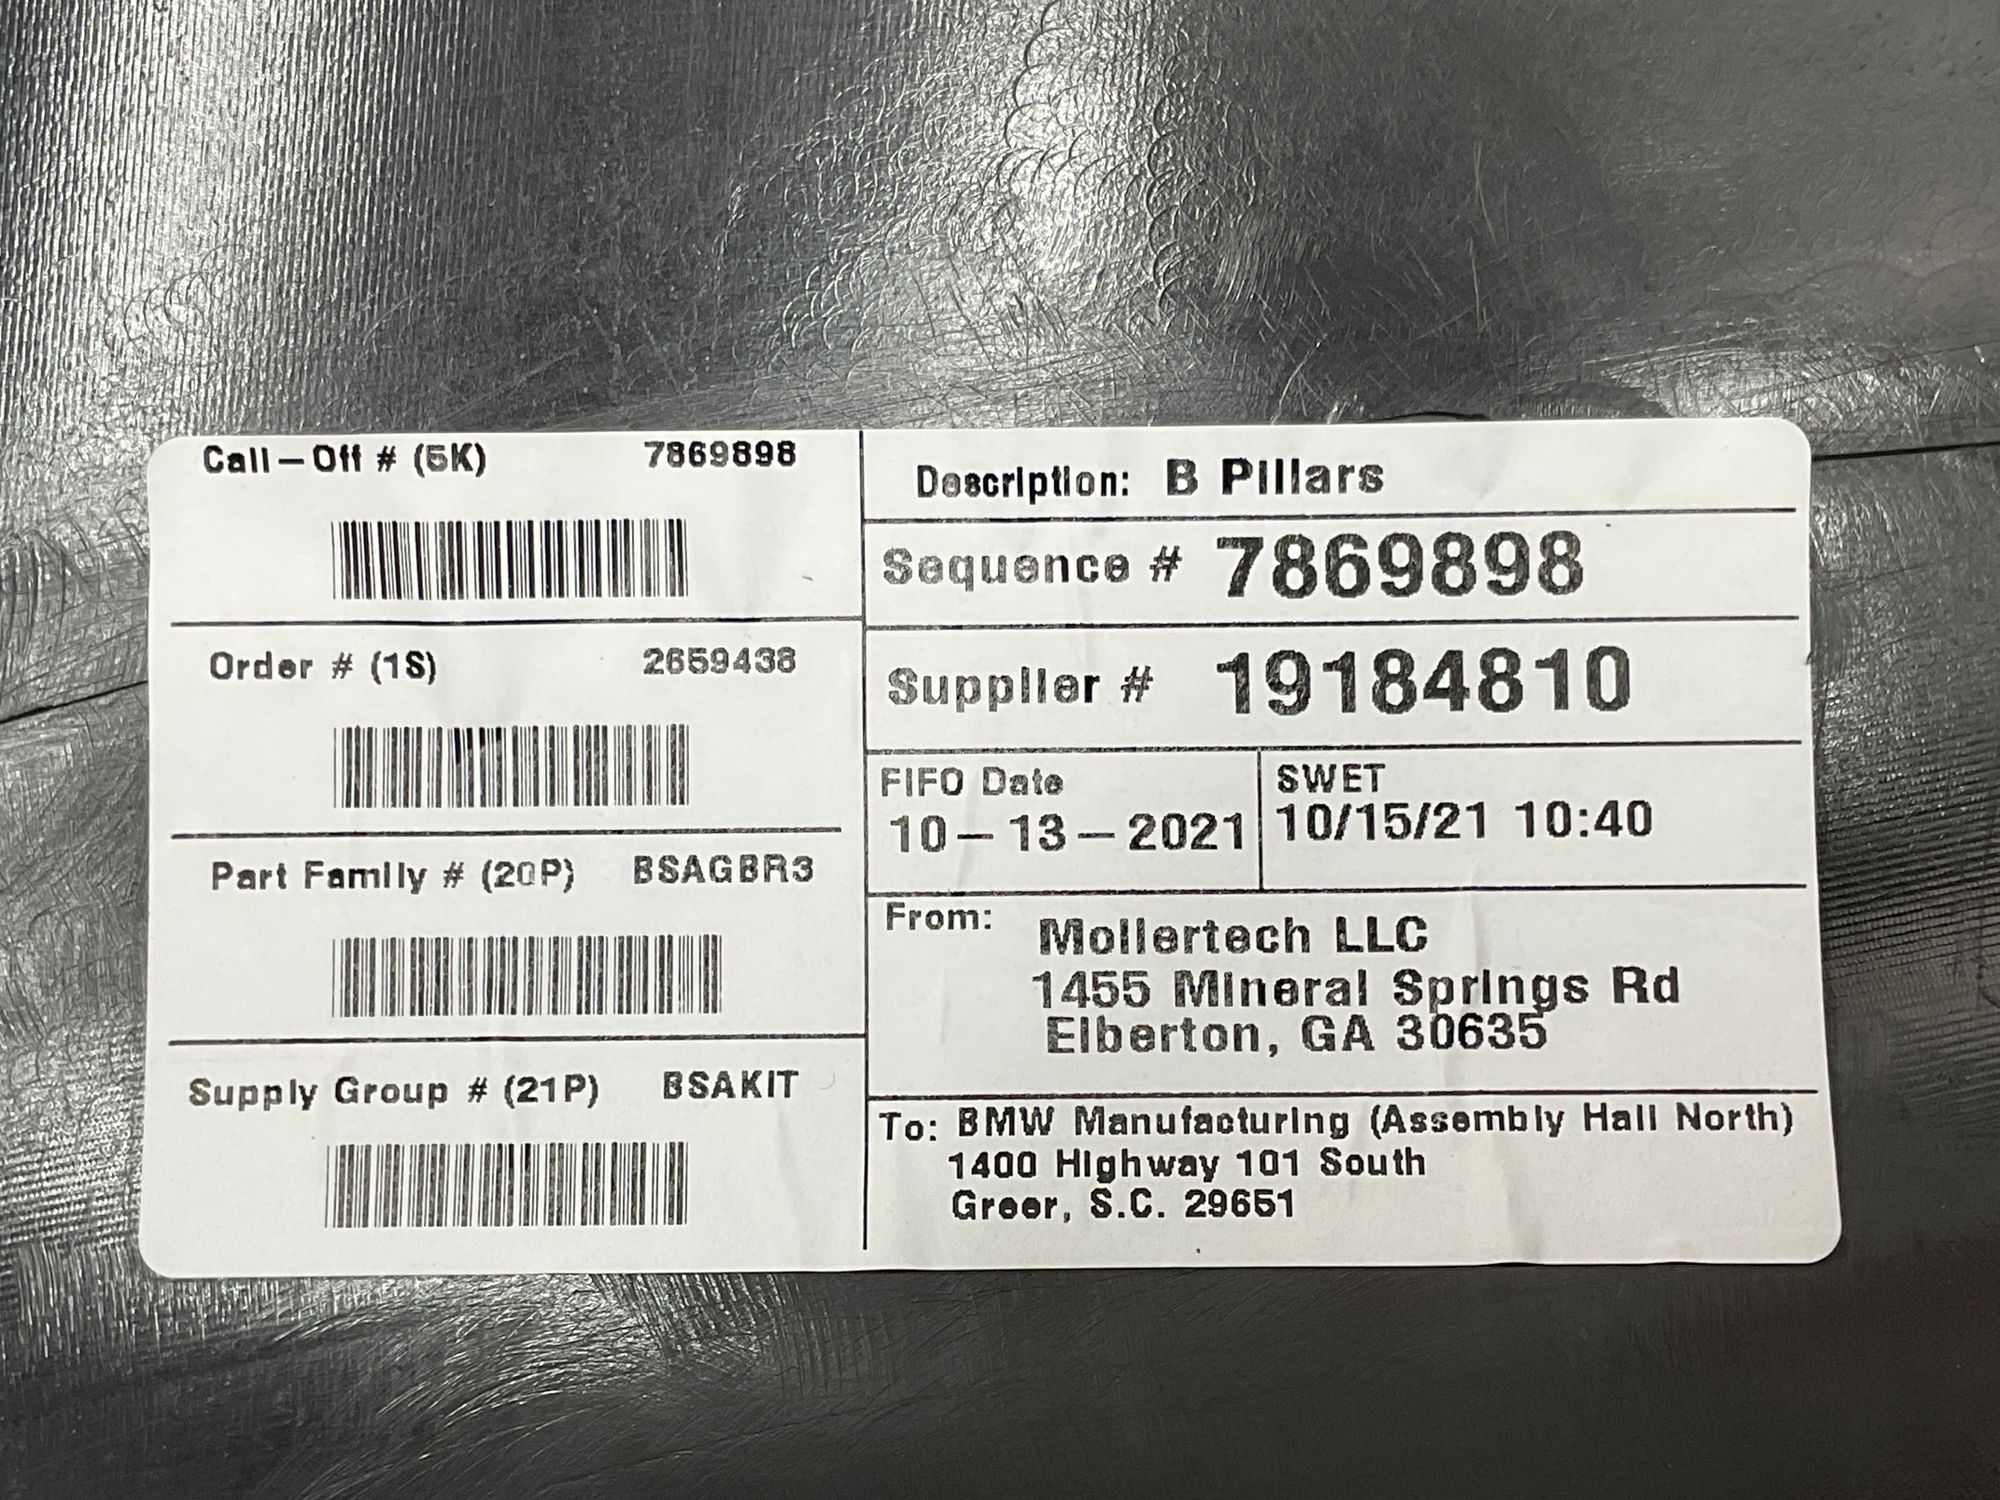 Call-Off # (5K) 7869898
Order # (1S) 2659438
Part Family # (20P) BSAGBR3
Supply Group # (21P) BSAKIT
Description: B Pillars
Sequence # 7869898
Supplier # 19184810
FIFO Date
10-13-2021
SWET
10/15/21 10:40
From: Mollertech LLC
1455 Mineral Springs Rd
Elberton, GA 30635
To: BMW Manufacturing (Assembly Hall North)
1400 Highway 101 South
Greer, S.C. 29651